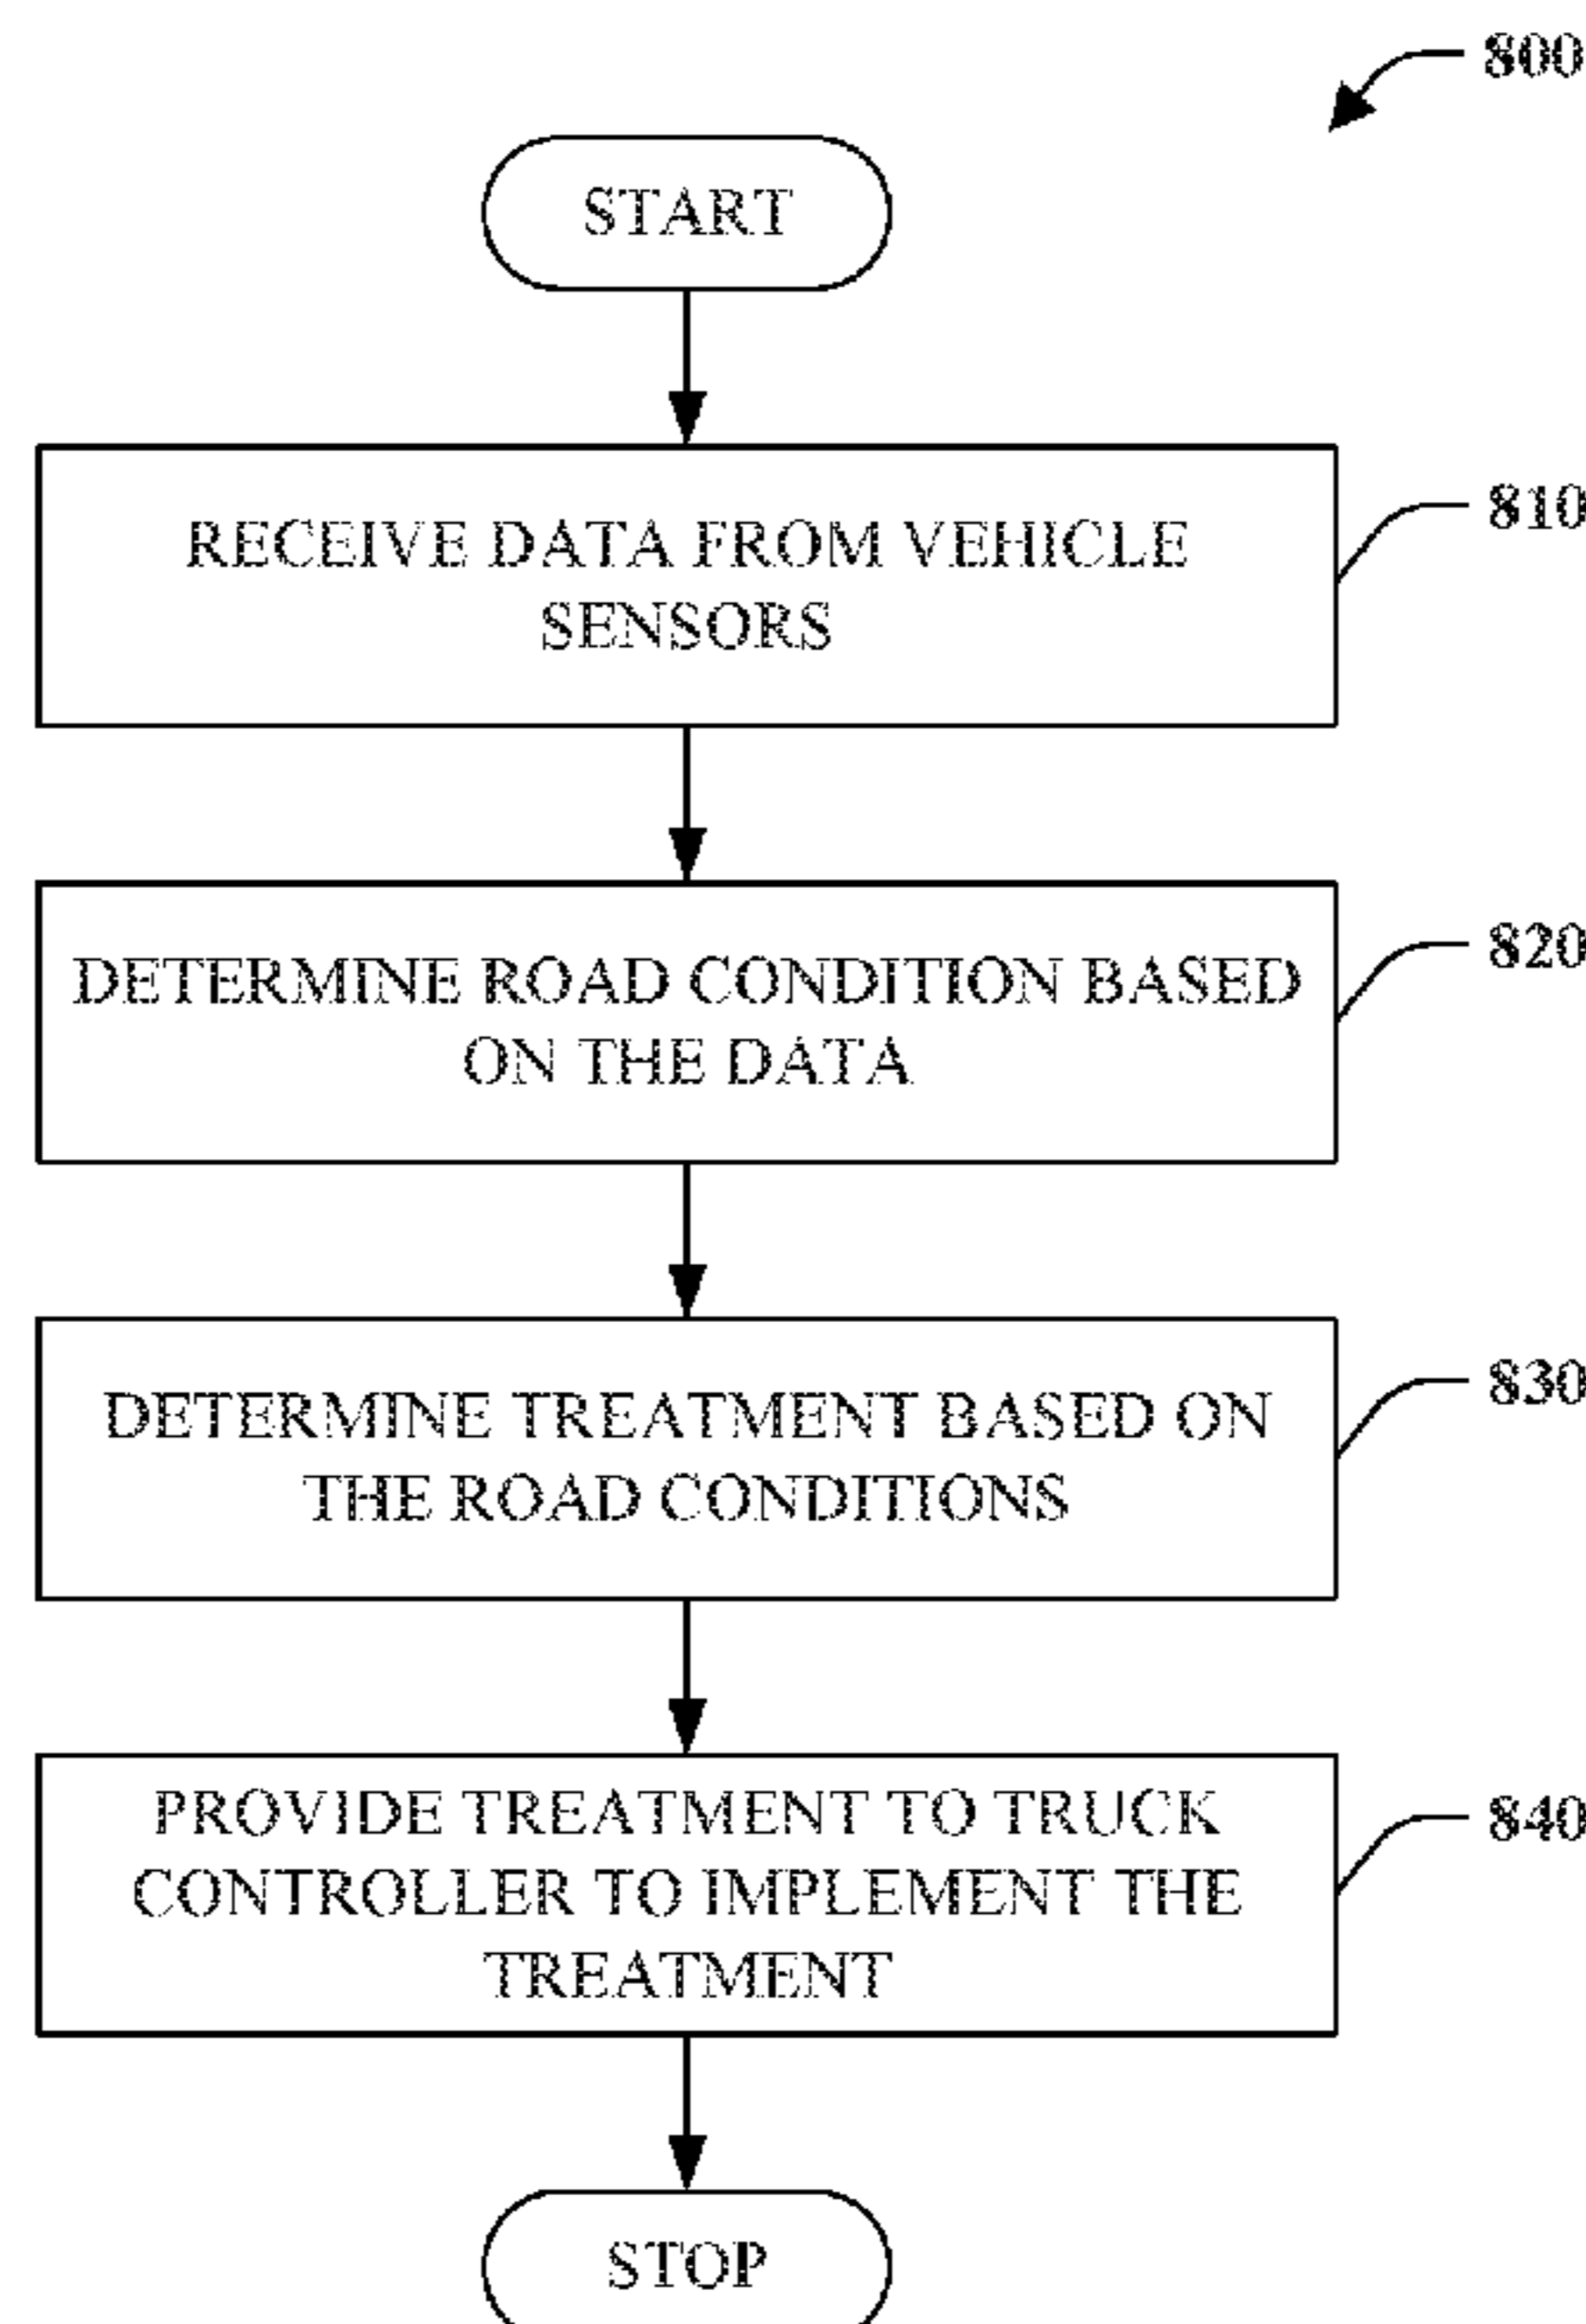 800
START
RECEIVE DATA FROM VEHICLE
SENSORS
810
DETERMINE ROAD CONDITION BASED
ON THE DATA
820
DETERMINE TREATMENT BASED ON
THE ROAD CONDITIONS
830
PROVIDE TREATMENT TO TRUCK
CONTROLLER TO IMPLEMENT THE
TREATMENT
840
STOP